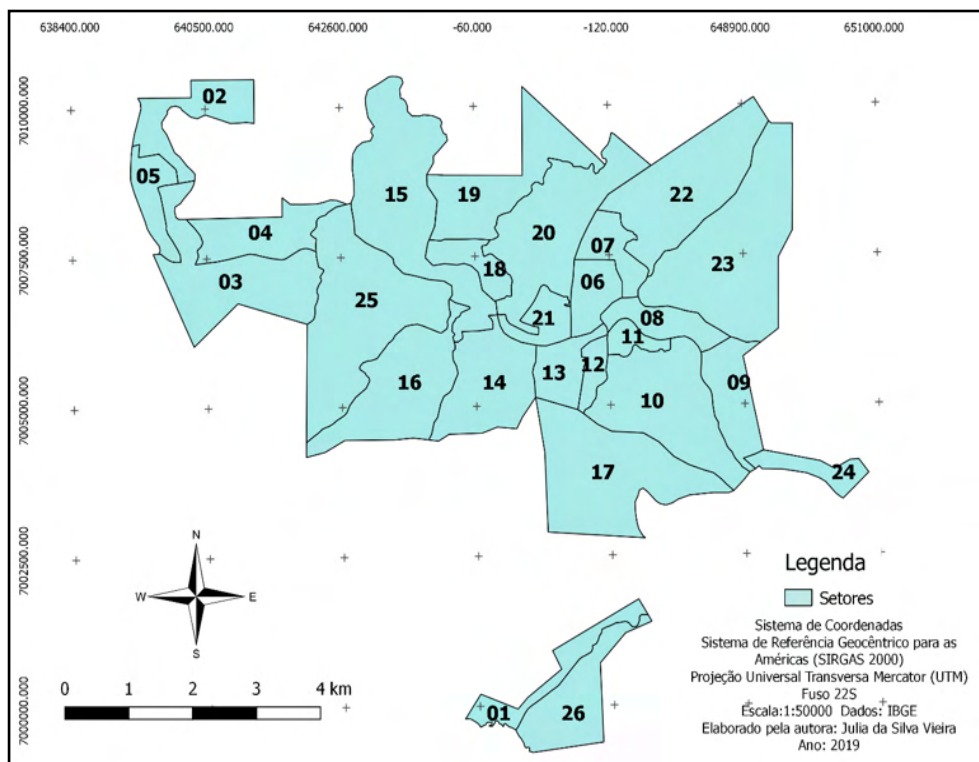 638400.000 640500.000 642600.000 -60.000 -120.000 648900.000 651000.000
7010000.000
7007500.000
7005000.000
7002500.000
7000000.000
02
05
15
19
22
20
04
07
18
23
03
06
25
21
08
11
13
12
16
14
09
10
17
24
01
26
N
W E
S
0 1 2 3 4 km
Legenda
Setores
Sistema de Coordenadas
Sistema de Referência Geocêntrico para as
Américas (SIRGAS 2000)
Projeção Universal Transversa Mercator (UTM)
Fuso 22S
Escala:1:50000 Dados: IBGE
Elaborado pela autora: Julia da Silva Vieira
Ano: 2019